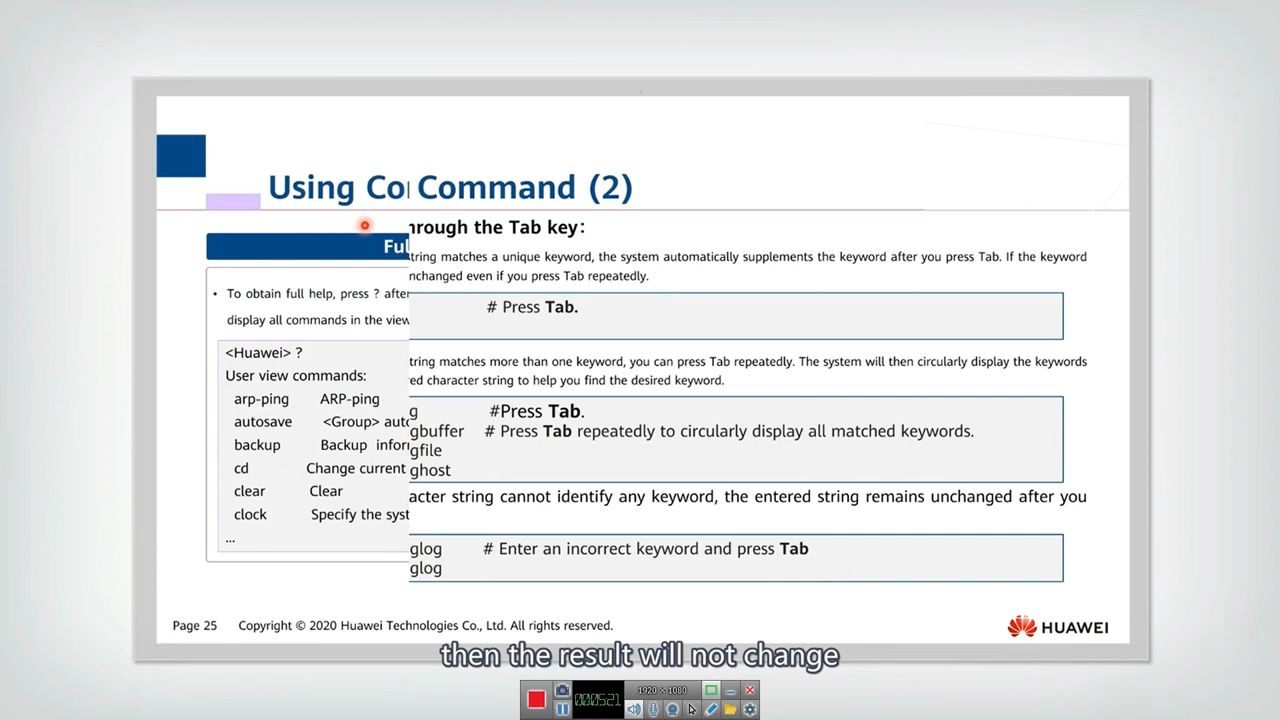 Using Co Command (2)
hrough the Tab key:
Ful
tring matches a unique keyword, the system automatically supplements the keyword after you press Tab. If the keyword
nchanged even if you press Tab repeatedly.
• To obtain full help, press ? after
display all commands in the view
# Press Tab.
<Huawei> ?
User view commands:
arp-ping ARP-ping
autosave <Group> auto
backup Backup infor
cd Change current
clear Clear
clock Specify the syst
...
tring matches more than one keyword, you can press Tab repeatedly. The system will then circularly display the keywords
ed character string to help you find the desired keyword.
g #Press Tab.
gbuffer # Press Tab repeatedly to circularly display all matched keywords.
gfile
ghost
acter string cannot identify any keyword, the entered string remains unchanged after you
glog # Enter an incorrect keyword and press Tab
glog
Page 25 Copyright © 2020 Huawei Technologies Co., Ltd. All rights reserved.
HUAWEI
then the result will not change
1920 × 1080
000521